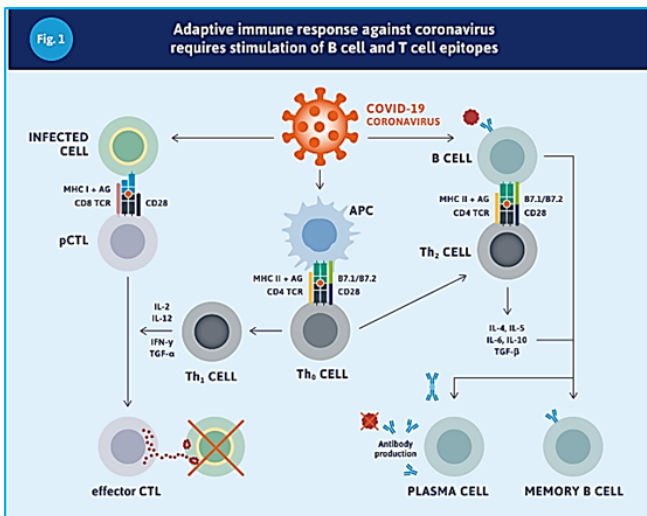 Fig. 1
Adaptive immune response against coronavirus
requires stimulation of B cell and T cell epitopes
COVID-19
CORONAVIRUS
INFECTED
CELL
MHC I + AG
CD8 TCR
CD28
pCTL
APC
MHC II + AG
CD4 TCR
B7.1/B7.2
CD28
B CELL
MHC II + AG
CD4 TCR
B7.1/B7.2
CD28
Th₂ CELL
IL-2
IL-12
IFN-γ
TGF-α
Th₁ CELL
Th₀ CELL
IL-4, IL-5
IL-6, IL-10
TGF-β
effector CTL
Antibody
production
PLASMA CELL
MEMORY B CELL